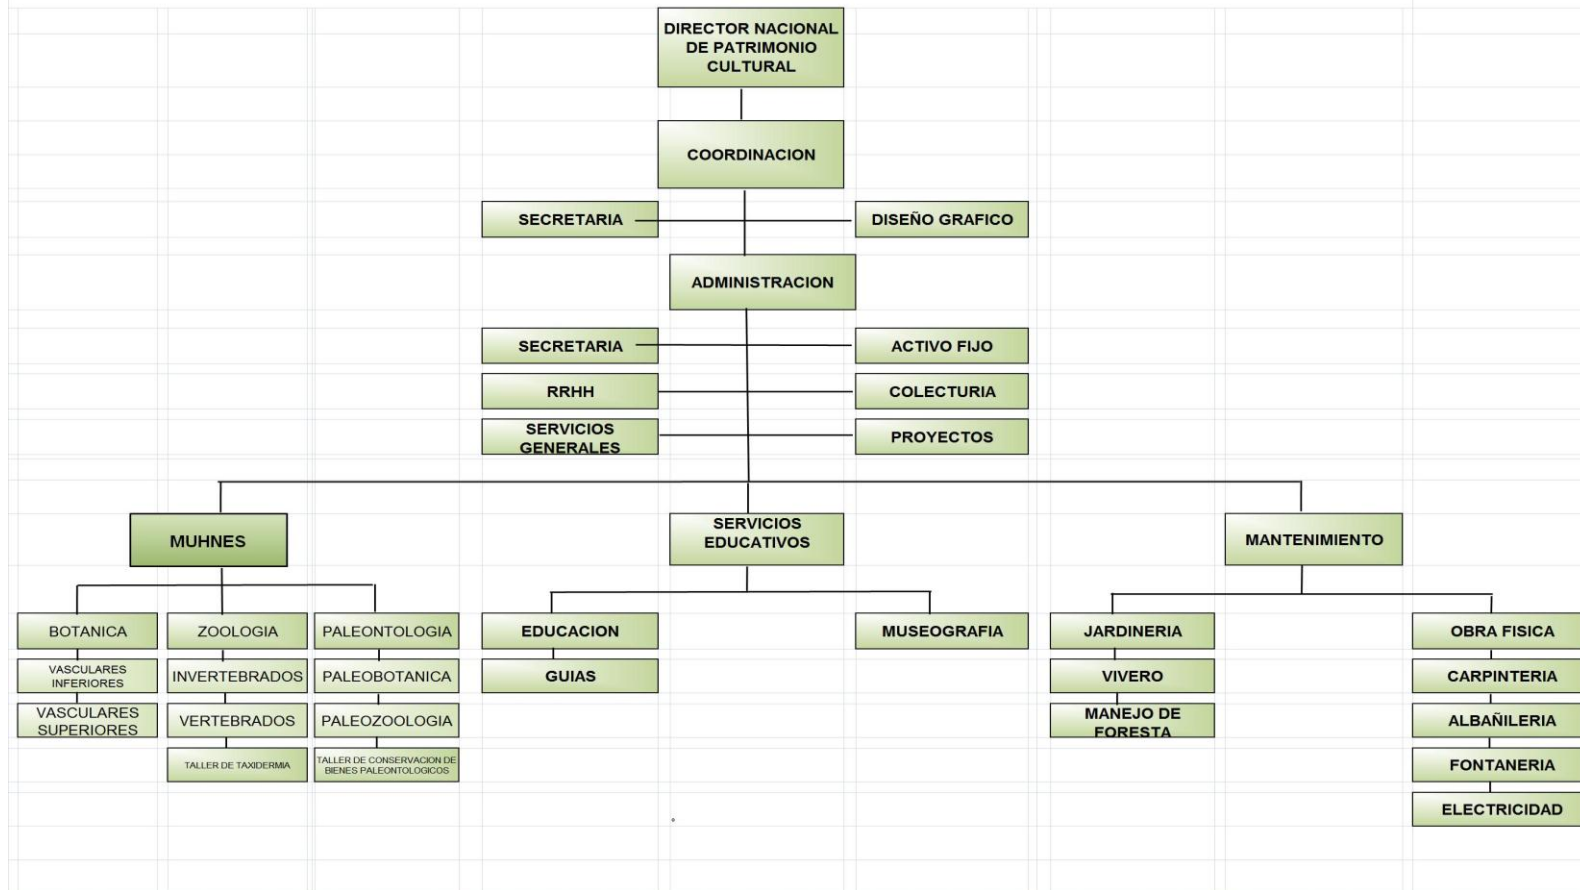 DIRECTOR NACIONAL
DE PATRIMONIO
CULTURAL
COORDINACION
SECRETARIA
DISEÑO GRAFICO
ADMINISTRACION
SECRETARIA
ACTIVO FIJO
RRHH
COLECTURIA
SERVICIOS
GENERALES
PROYECTOS
MUHNES
SERVICIOS
EDUCATIVOS
MANTENIMIENTO
BOTANICA
ZOOLOGIA
PALEONTOLOGIA
EDUCACION
MUSEOGRAFIA
JARDINERIA
OBRA FISICA
VASCULARES
INFERIORES
INVERTEBRADOS
PALEOBOTANICA
GUIAS
VIVERO
CARPINTERIA
VASCULARES
SUPERIORES
VERTEBRADOS
PALEOZOOLOGIA
MANEJO DE
FORESTA
ALBAÑILERIA
TALLER DE TAXIDERMIA
TALLER DE CONSERVACION DE
BIENES PALEONTOLOGICOS
FONTANERIA
ELECTRICIDAD